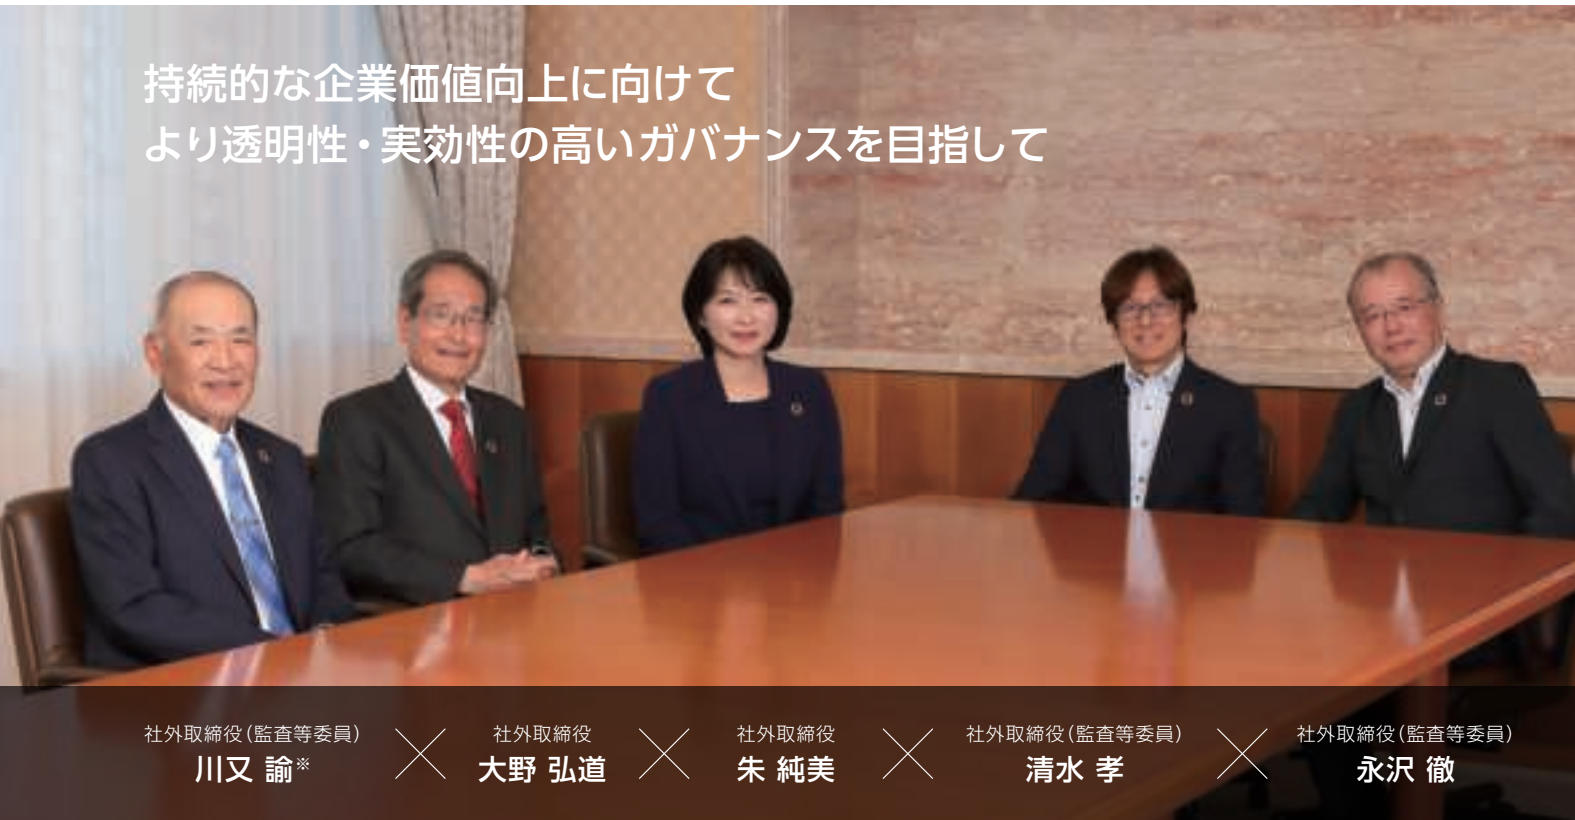 持続的な企業価値向上に向けて
より透明性・実効性の高いガバナンスを目指して
社外取締役（監査等委員）
川又 諭※
社外取締役
大野 弘道
社外取締役
朱 純美
社外取締役（監査等委員）
清水 孝
社外取締役（監査等委員）
永沢 徹